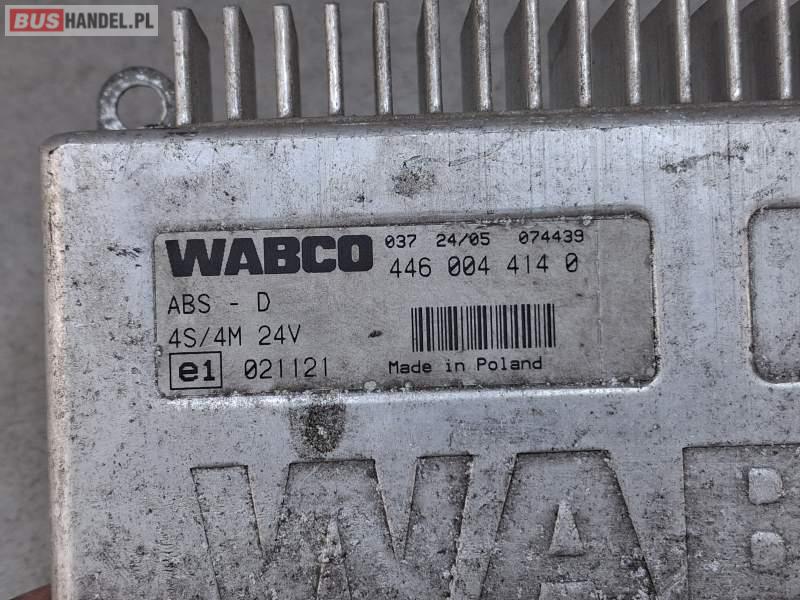 BUSHANDEL.PL
WABCO
037 24/05 074439
446 004 414 0
ABS - D
4S/4M 24V
e1 021121
Made in Poland
WAB